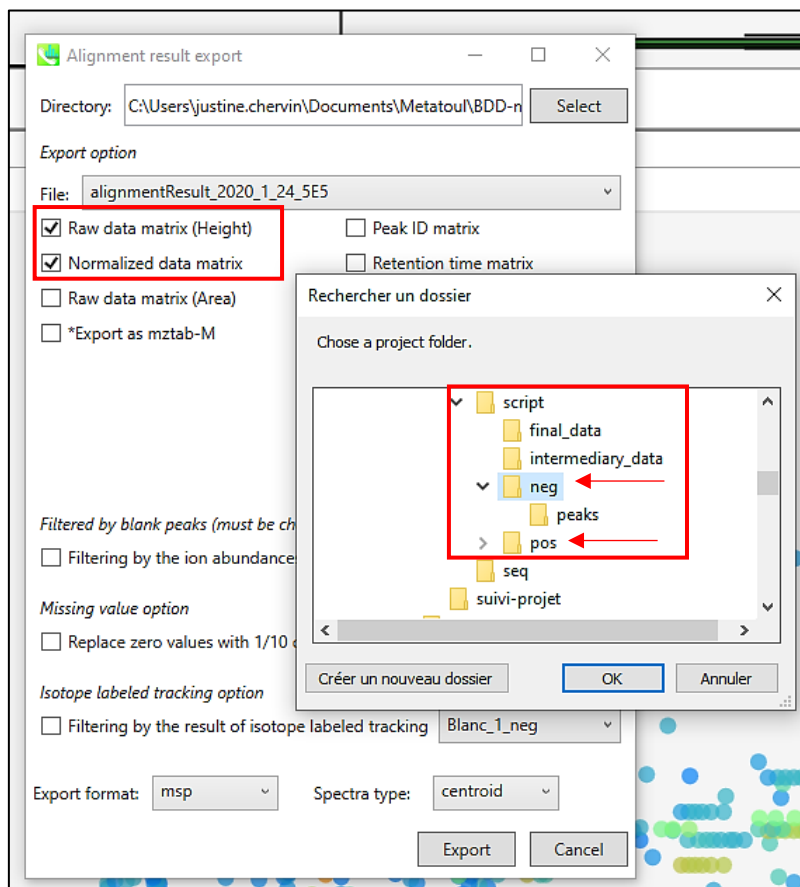 Alignment result export
Directory: C:\Users\justine.chervin\Documents\Metatoul\BDD-n Select
Export option
File: alignmentResult_2020_1_24_5E5
Raw data matrix (Height) Peak ID matrix
Normalized data matrix Retention time matrix
Raw data matrix (Area)
*Export as mztab-M
Rechercher un dossier
Chose a project folder.
script
final_data
intermediary_data
neg
peaks
pos
seq
suivi-projet
Créer un nouveau dossier OK Annuler
Filtered by blank peaks (must be ch
Filtering by the ion abundances
Missing value option
Replace zero values with 1/10
Isotope labeled tracking option
Filtering by the result of isotope labeled tracking Blanc_1_neg
Export format: msp Spectra type: centroid
Export Cancel